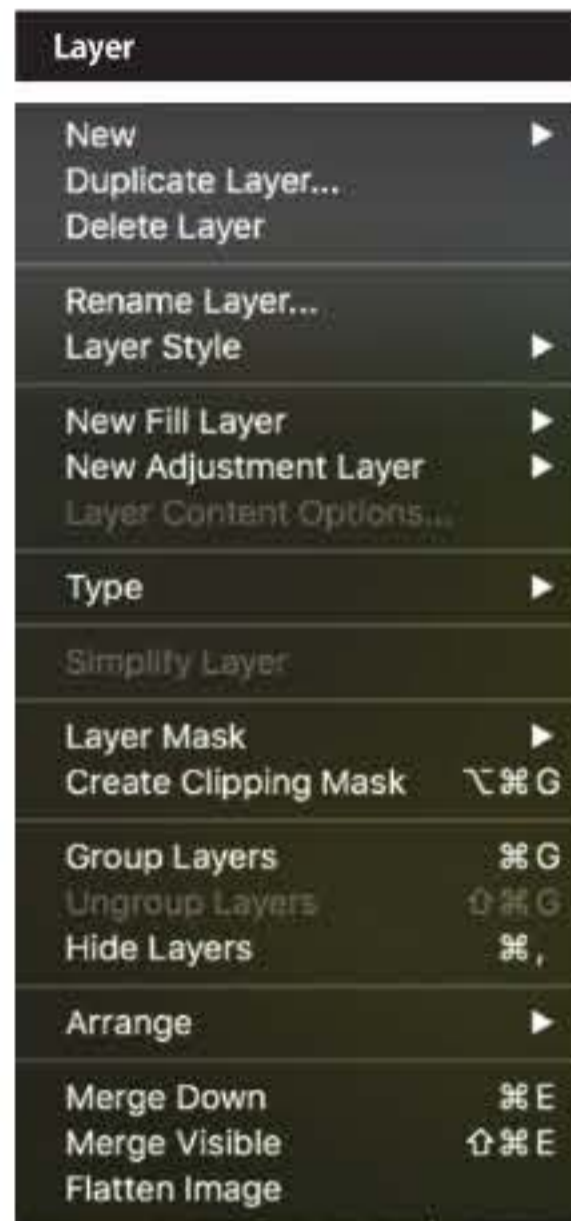 Layer
New ▶
Duplicate Layer...
Delete Layer
Rename Layer...
Layer Style ▶
New Fill Layer ▶
New Adjustment Layer ▶
Layer Content Options...
Type ▶
Simplify Layer
Layer Mask ▶
Create Clipping Mask ⌥⌘G
Group Layers ⌘G
Ungroup Layers ⇧⌘G
Hide Layers ⌘,
Arrange ▶
Merge Down ⌘E
Merge Visible ⇧⌘E
Flatten Image